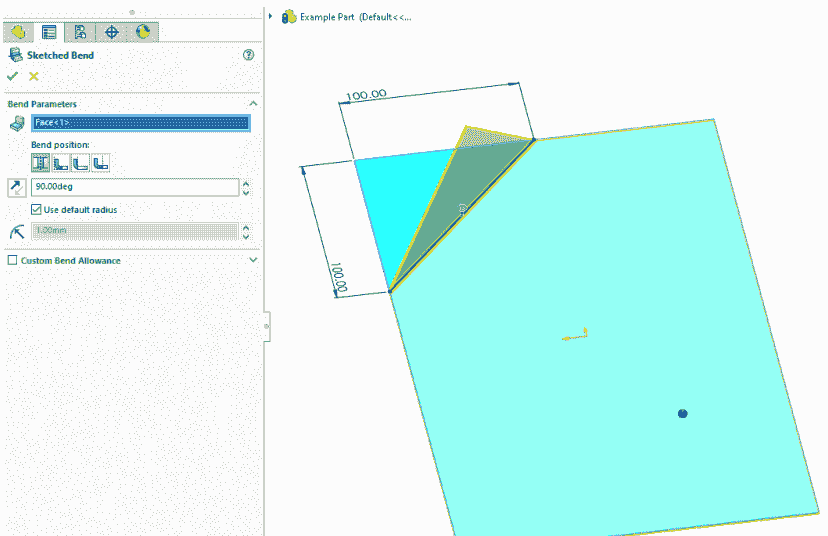 Example Part (Default<<...
Sketched Bend
Bend Parameters
Face<1>
Bend position:
90.00deg
Use default radius
1.00mm
Custom Bend Allowance
100.00
100.00